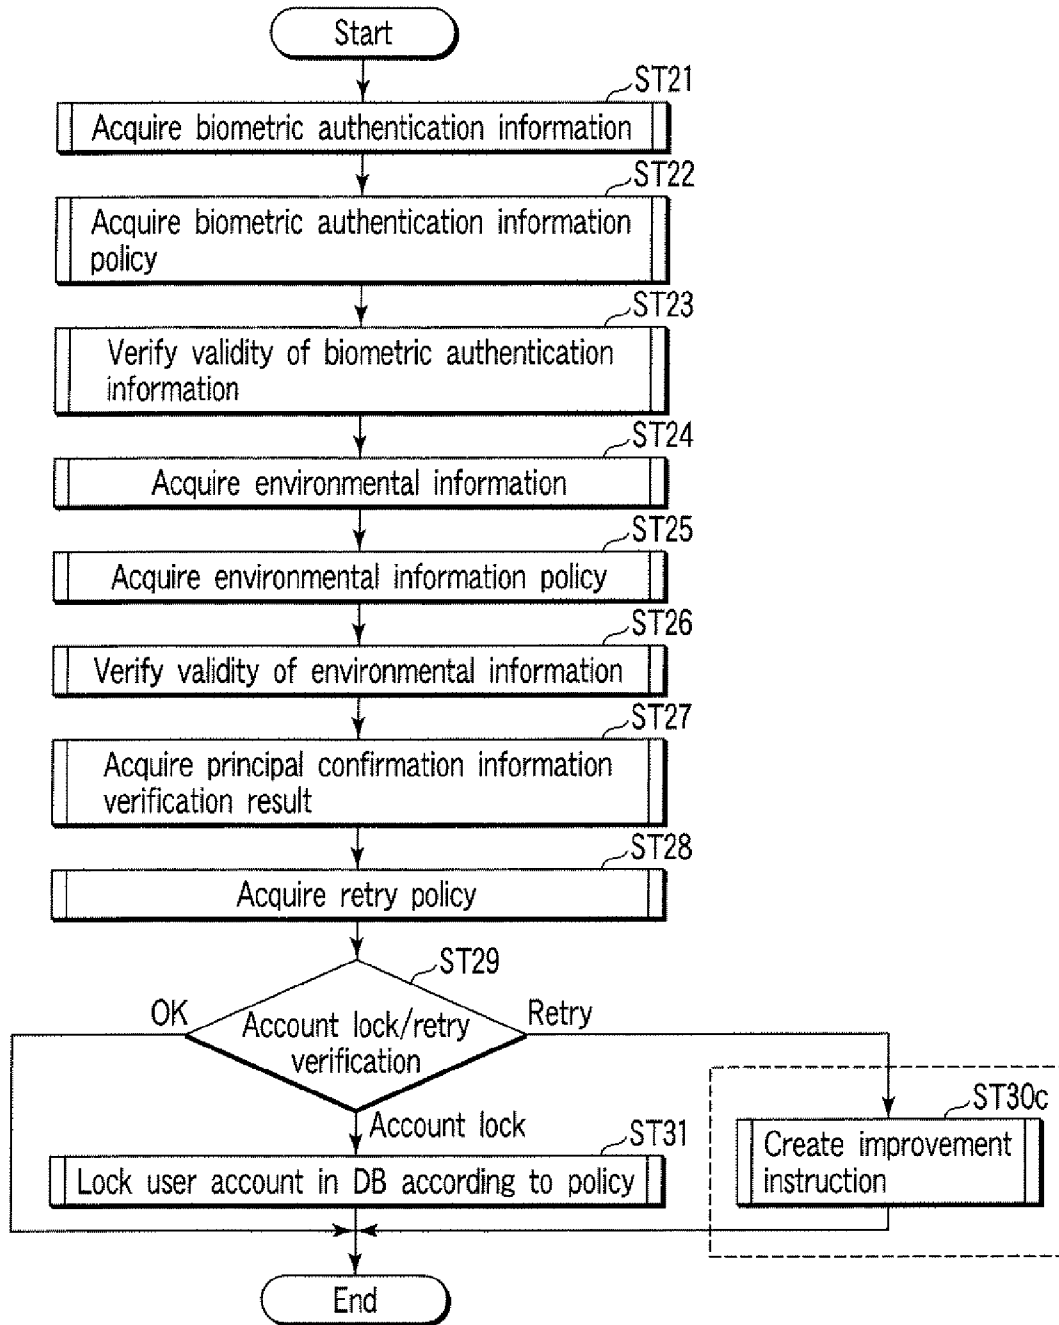 Start
ST21
Acquire biometric authentication information
ST22
Acquire biometric authentication information
policy
ST23
Verify validity of biometric authentication
information
ST24
Acquire environmental information
ST25
Acquire environmental information policy
ST26
Verify validity of environmental information
ST27
Acquire principal confirmation information
verification result
ST28
Acquire retry policy
ST29
OK
Retry
Account lock/retry
verification
Account lock
ST30c
Create improvement
instruction
ST31
Lock user account in DB according to policy
End